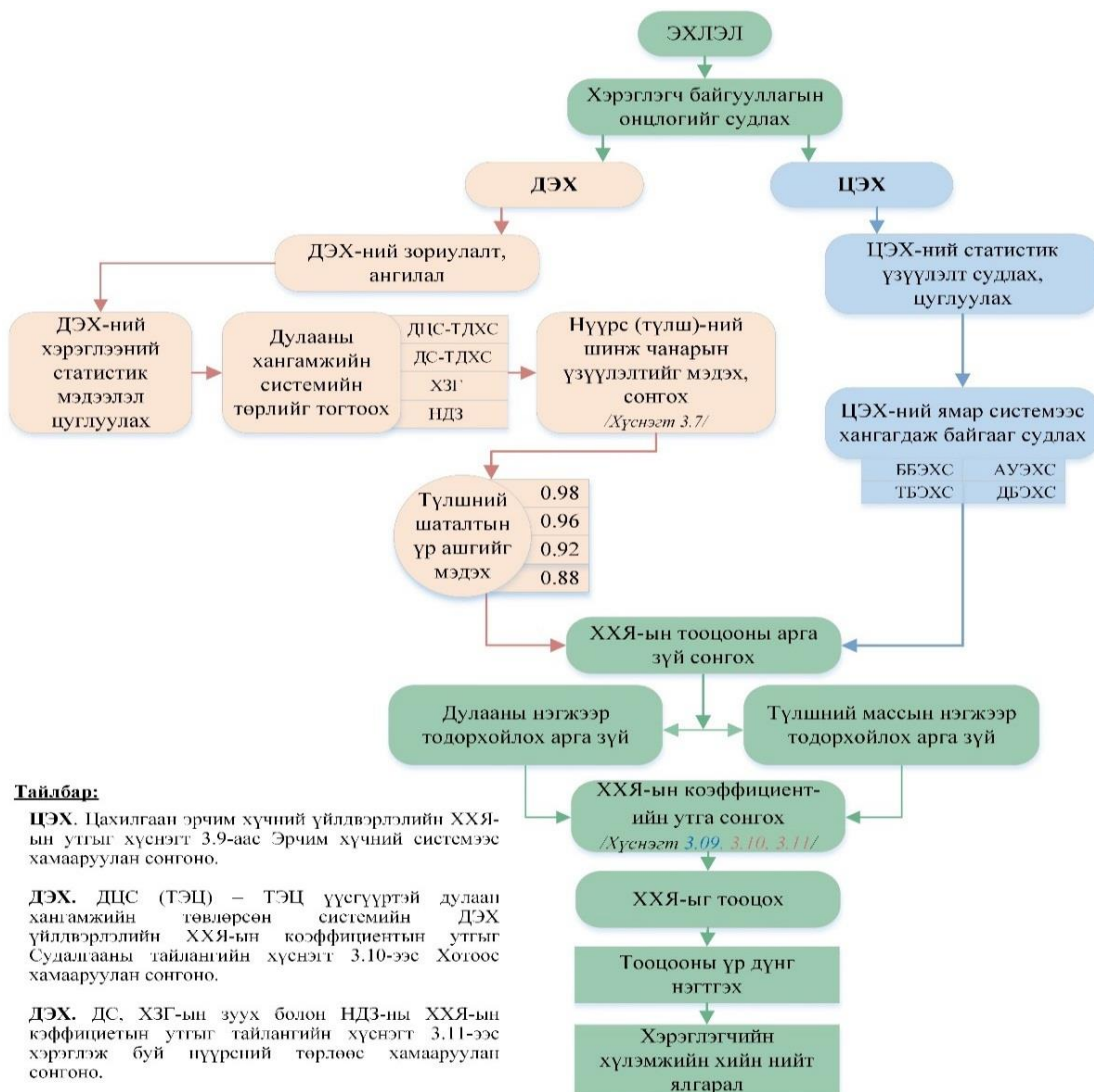 ЭХЛЭЛ
Хэрэглэгч байгууллагын
онцлогийг судлах
ДЭХ
ЦЭХ
ДЭХ-ний зориулалт,
ангилал
ЦЭХ-ний статистик
үзүүлэлт судлах,
цуглуулах
ДЭХ-ний
хэрэглээний
статистик
мэдээлэл
цуглуулах
Дулааны
хангамжийн
системийн
төрлийг тогтоох
ДЦС-ТДХС
ДС-ТДХС
ХЗГ
НДЗ
Нүүрс (түлш)-ний
шинж чанарын
үзүүлэлтийг мэдэх,
сонгох
/Хүснэгт 3.7/
ЦЭХ-ний ямар системээс
хангагдаж байгааг судлах
ББЭХС АУЭХС
ТБЭХС ДБЭХС
Түлшний
шаталтын
үр ашгийг
мэдэх
0.98
0.96
0.92
0.88
ХХЯ-ын тооцооны арга
зүй сонгох
Дулааны нэгжээр
тодорхойлох арга зүй
Түлшний массын нэгжээр
тодорхойлох арга зүй
ХХЯ-ын коэффициент-
ийн утга сонгох
/Хүснэгт 3.09, 3.10, 3.11/
ХХЯ-ыг тооцох
Тооцооны үр дүнг
нэгтгэх
Хэрэглэгчийн
хүлэмжийн хийн нийт
ялгарал
Тайлбар:
ЦЭХ. Цахилгаан эрчим хүчний үйлдвэрлэлийн ХХЯ-
ын утгыг хүснэгт 3.9-аас Эрчим хүчний системээс
хамааруулан сонгоно.
ДЭХ. ДЦС (ТЭЦ) – ТЭЦ үүсгүүртэй дулаан
хангамжийн төвлөрсөн системийн ДЭХ
үйлдвэрлэлийн ХХЯ-ын коэффициентын утгыг
Судалгааны тайлангийн хүснэгт 3.10-ээс Хотоос
хамааруулан сонгоно.
ДЭХ. ДС, ХЗГ-ын зуух болон НДЗ-ны ХХЯ-ын
кэффициетын утгыг тайлангийн хүснэгт 3.11-ээс
хэрэглэж буй нүүрсний төрлөөс хамааруулан
сонгоно.